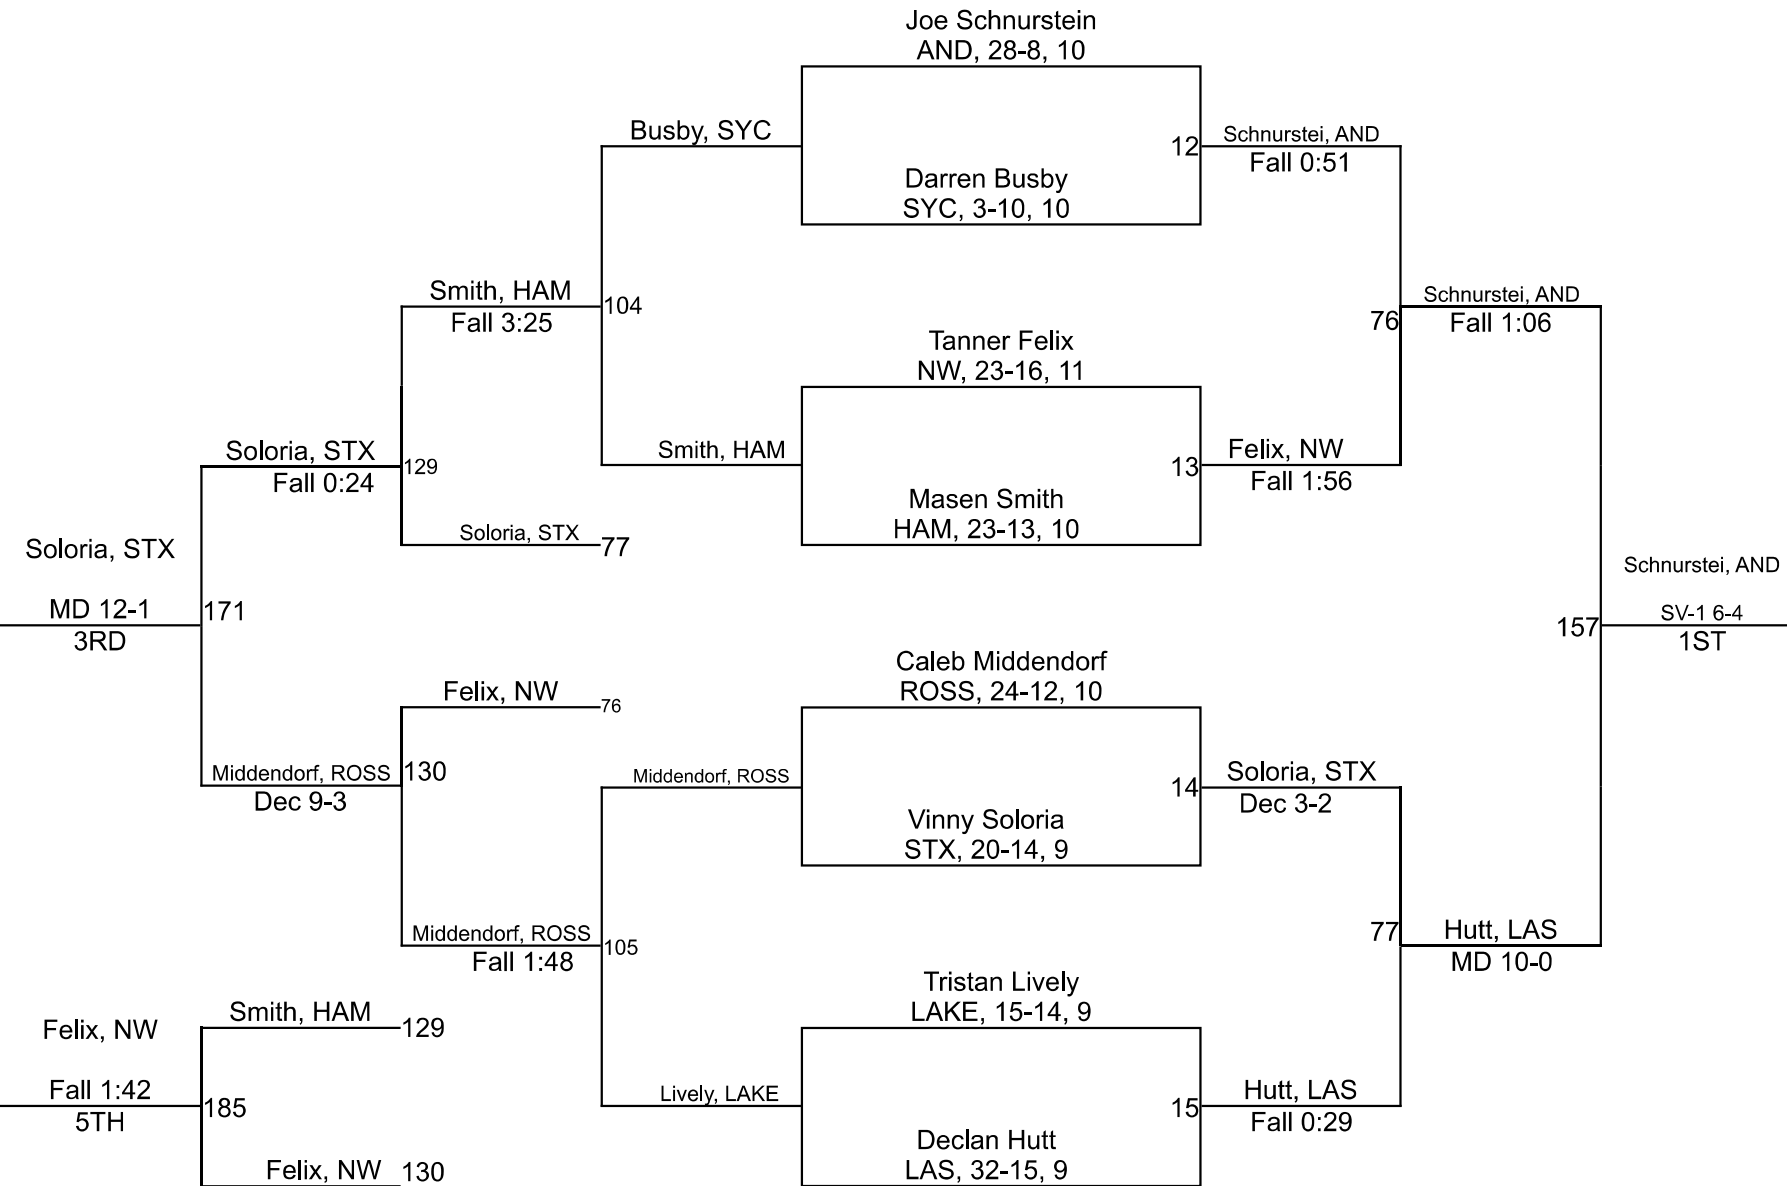 Joe Schnurstein
AND, 28-8, 10
Busby, SYC
12
Schnurstei, AND
Fall 0:51
Darren Busby
SYC, 3-10, 10
Smith, HAM
Fall 3:25
104
76
Schnurstei, AND
Fall 1:06
Tanner Felix
NW, 23-16, 11
Soloria, STX
Fall 0:24
129
Smith, HAM
13
Felix, NW
Fall 1:56
Masen Smith
HAM, 23-13, 10
Soloria, STX
77
Soloria, STX
MD 12-1
3RD
171
Schnurstei, AND
SV-1 6-4
1ST
157
Caleb Middendorf
ROSS, 24-12, 10
Felix, NW
76
Middendorf, ROSS
Dec 9-3
130
Middendorf, ROSS
14
Soloria, STX
Dec 3-2
Vinny Soloria
STX, 20-14, 9
Middendorf, ROSS
Fall 1:48
105
77
Hutt, LAS
MD 10-0
Tristan Lively
LAKE, 15-14, 9
Smith, HAM
129
Felix, NW
Fall 1:42
5TH
185
Lively, LAKE
15
Hutt, LAS
Fall 0:29
Declan Hutt
LAS, 32-15, 9
Felix, NW
130